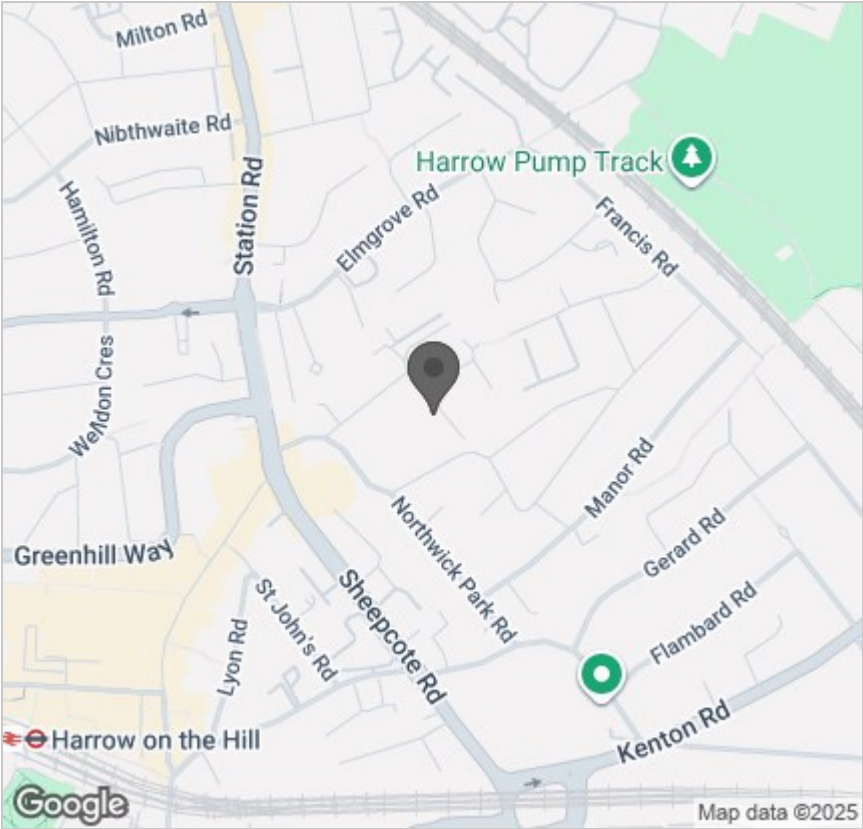 Milton Rd
Nibthwaite Rd
Harrow Pump Track
Hamilton Rd
Station Rd
Elmgrove Rd
Francis Rd
Weldon Cres
Manor Rd
Northwick Park Rd
Gerard Rd
Greenhill Way
Sheepcote Rd
St John's Rd
Flambard Rd
Lyon Rd
Harrow on the Hill
Kenton Rd
Google
Map data ©2025